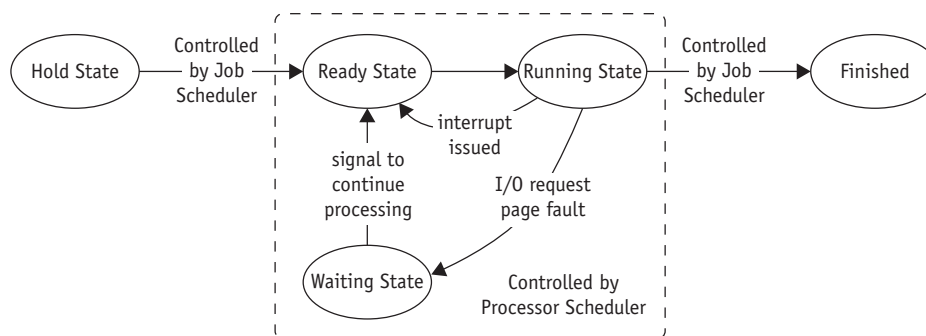 Hold State
Controlled
by Job
Scheduler
Ready State
Running State
Controlled
by Job
Scheduler
Finished
interrupt
issued
signal to
continue
processing
I/O request
page fault
Waiting State
Controlled by
Processor Scheduler